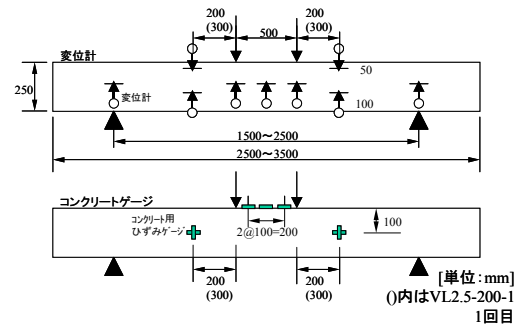 200
(300)
500
200
(300)
変位計
50
250
変位計
100
1500～2500
2500～3500
コンクリートゲージ
コンクリート用
ひずみゲージ
2@100=200
100
200
(300)
200
(300)
[単位:mm]
()内はVL2.5-200-1
1回目